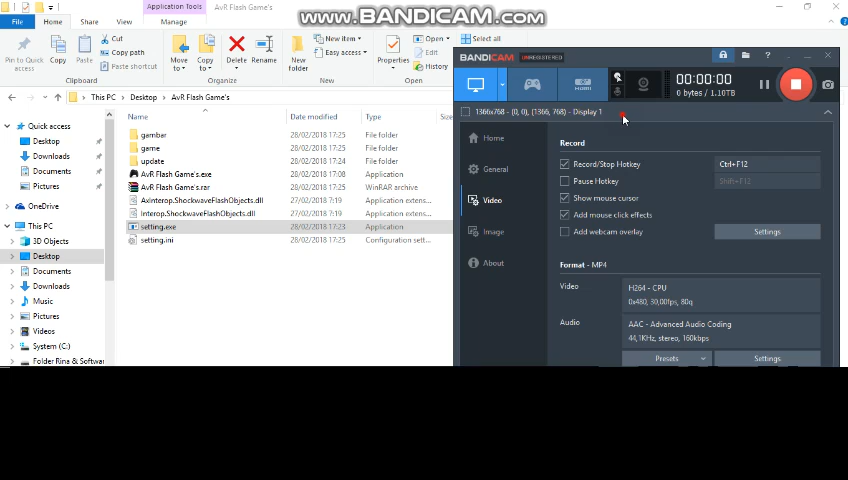 www.BANDICAM.com
Application Tools
AvR Flash Game's
File
Home
Share
View
Manage
Pin to Quick access
Copy
Paste
Cut
Copy path
Paste shortcut
Clipboard
Move to
Copy to
Delete
Rename
Organize
New folder
New item
Easy access
New
Properties
Open
Edit
History
Open
Select all
This PC > Desktop > AvR Flash Game's
Quick access
Desktop
Downloads
Documents
Pictures
OneDrive
This PC
3D Objects
Desktop
Documents
Downloads
Music
Pictures
Videos
System (C:)
Folder Rina & Softwar
Name Date modified Type Size
gambar 28/02/2018 17:25 File folder
game 28/02/2018 17:25 File folder
update 28/02/2018 17:24 File folder
AvR Flash Game's.exe 28/02/2018 17:08 Application
AvR Flash Game's.rar 28/02/2018 17:25 WinRAR archive
AxInterop.ShockwaveFlashObjects.dll 27/02/2018 7:19 Application extens...
Interop.ShockwaveFlashObjects.dll 27/02/2018 7:19 Application extens...
setting.exe 28/02/2018 17:23 Application
setting.ini 28/02/2018 17:25 Configuration sett...
BANDICAM UNREGISTERED
HDMI
00:00:00
0 bytes / 1.10TB
1366x768 - (0, 0), (1366, 768) - Display 1
Home
General
Video
Image
About
Record
Record/Stop Hotkey Ctrl+F12
Pause Hotkey Shift+F12
Show mouse cursor
Add mouse click effects
Add webcam overlay Settings
Format - MP4
Video
H264 - CPU
0x480, 30,00fps, 80q
Audio
AAC - Advanced Audio Coding
44,1KHz, stereo, 160kbps
Presets
Settings